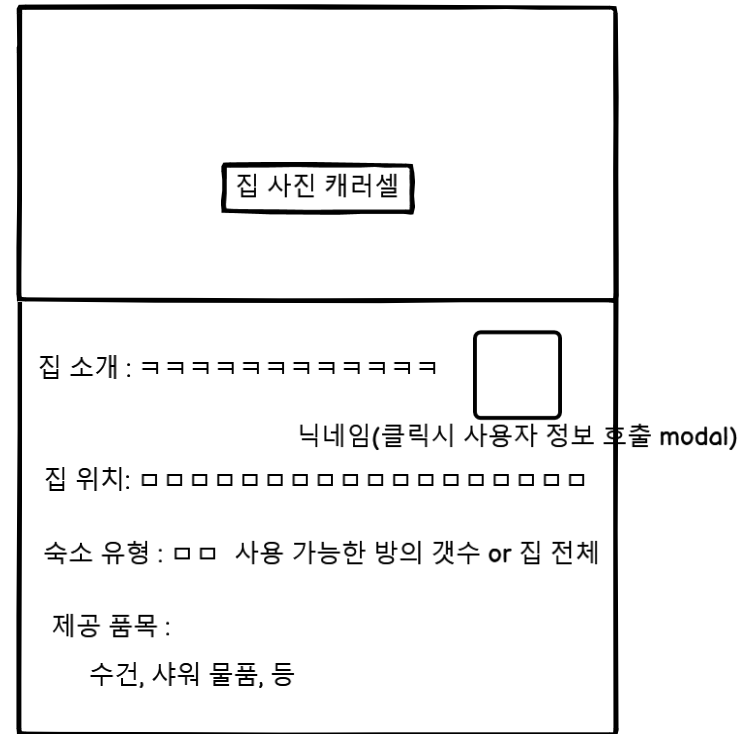 집 사진 캐러셀
집 소개 : ㅋㅋㅋㅋㅋㅋㅋㅋㅋㅋㅋㅋ
닉네임(클릭시 사용자 정보 호출 modal)
집 위치: ㅁㅁㅁㅁㅁㅁㅁㅁㅁㅁㅁㅁㅁㅁㅁㅁㅁㅁ
숙소 유형 : ㅁㅁ 사용 가능한 방의 갯수 or 집 전체
제공 품목 :
수건, 샤워 물품, 등